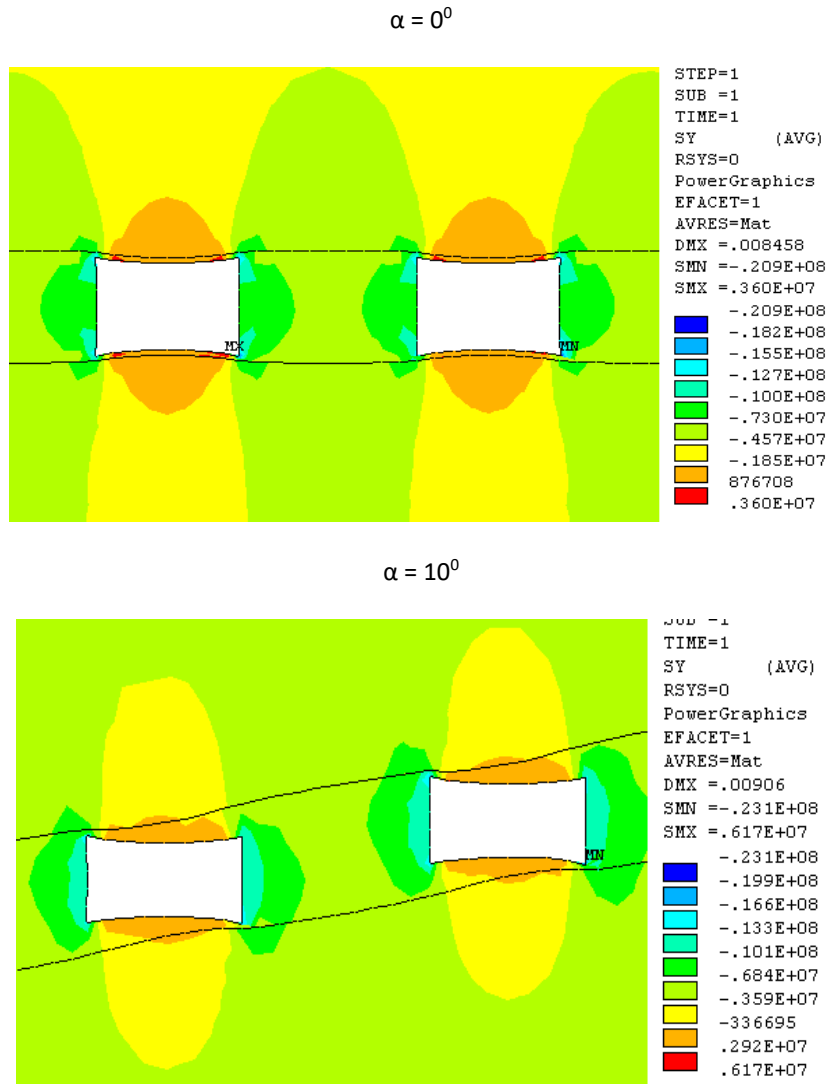 α = 0⁰
STEP=1
SUB =1
TIME=1
SY (AVG)
RSYS=0
PowerGraphics
EFACET=1
AVRES=Mat
DMX =.008458
SMN =-.209E+08
SMX =.360E+07
-.209E+08
-.182E+08
-.155E+08
-.127E+08
-.100E+08
-.730E+07
-.457E+07
-.185E+07
876708
.360E+07
MX
MN
α = 10⁰
SUB =1
TIME=1
SY (AVG)
RSYS=0
PowerGraphics
EFACET=1
AVRES=Mat
DMX =.00906
SMN =-.231E+08
SMX =.617E+07
-.231E+08
-.199E+08
-.166E+08
-.133E+08
-.101E+08
-.684E+07
-.359E+07
-336695
.292E+07
.617E+07
MN